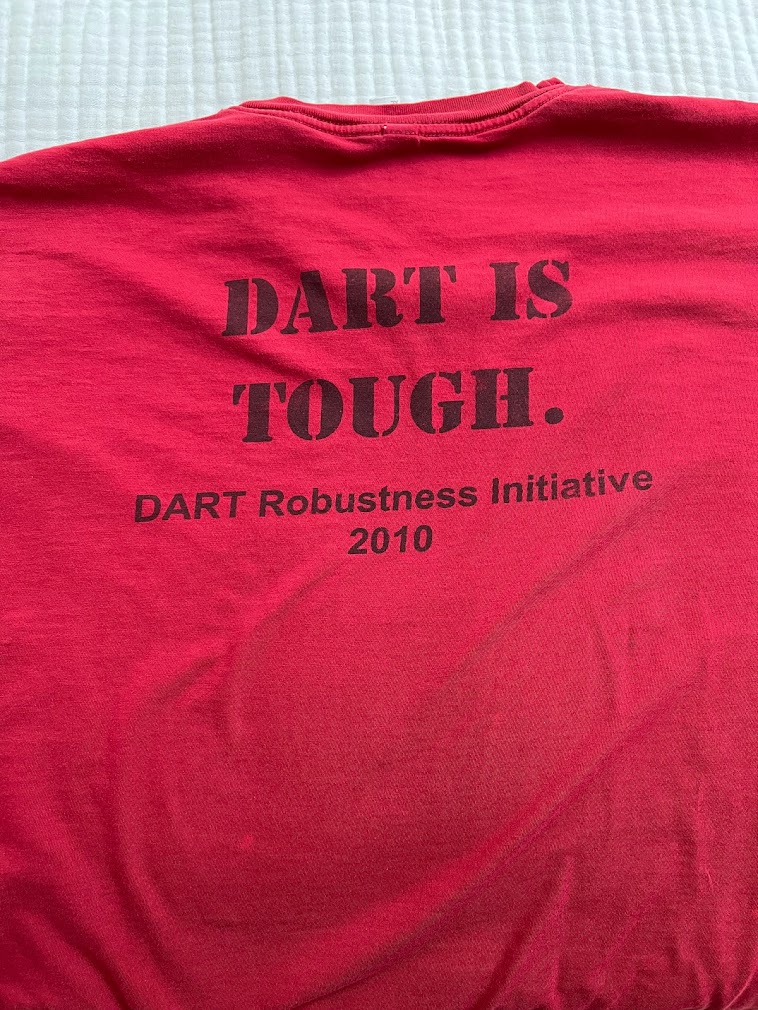 DART IS
TOUGH.
DART Robustness Initiative
2010